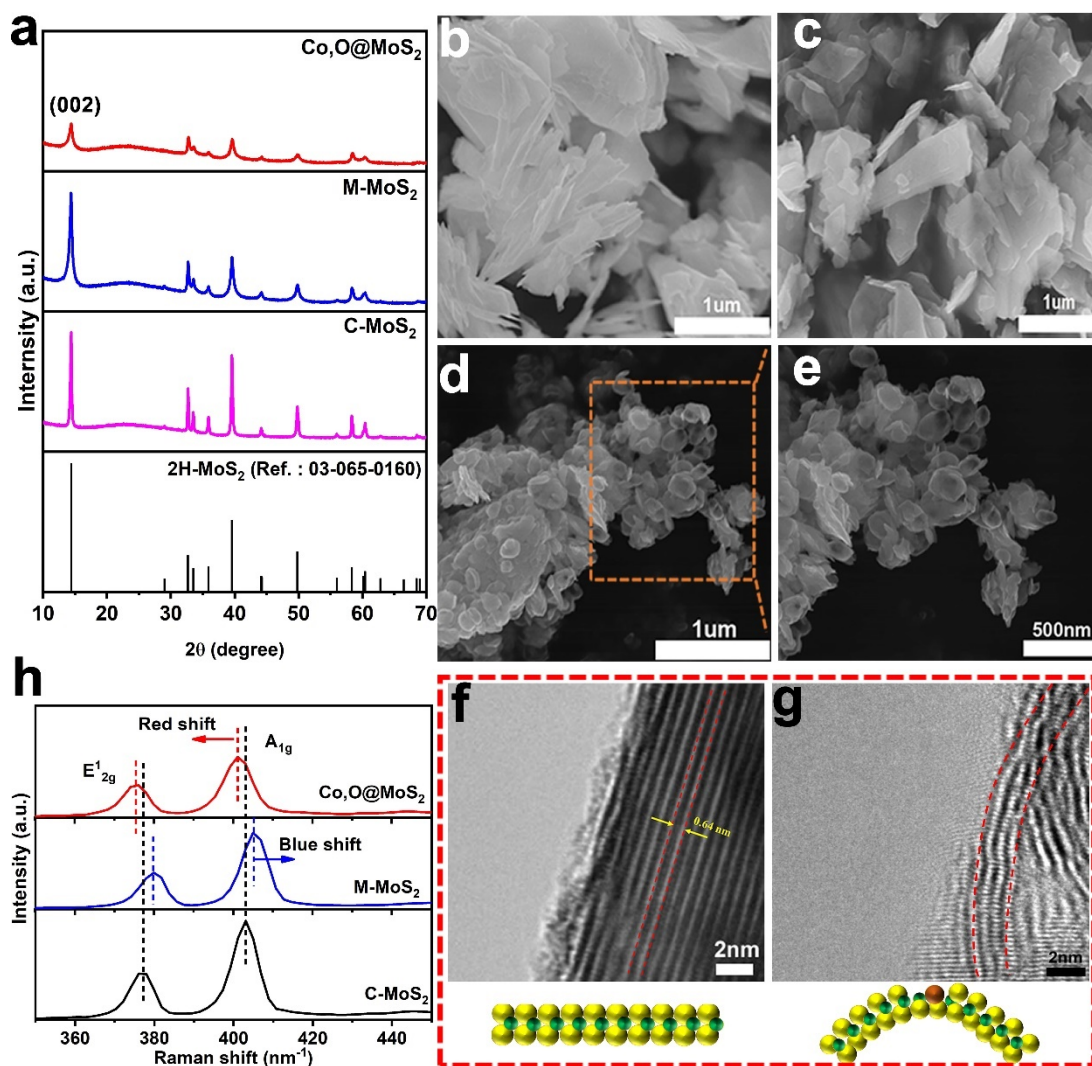 a
Co,O@MoS2
(002)
M-MoS2
C-MoS2
2H-MoS2 (Ref. : 03-065-0160)
Internsity (a.u.)
10 20 30 40 50 60 70
2θ (degree)
b
1um
c
1um
d
1um
e
500nm
h
Red shift
A1g
E12g
Co,O@MoS2
Blue shift
M-MoS2
C-MoS2
Intensity (a.u.)
360 380 400 420 440
Raman shift (nm-1)
f
0.64 nm
2nm
g
2nm